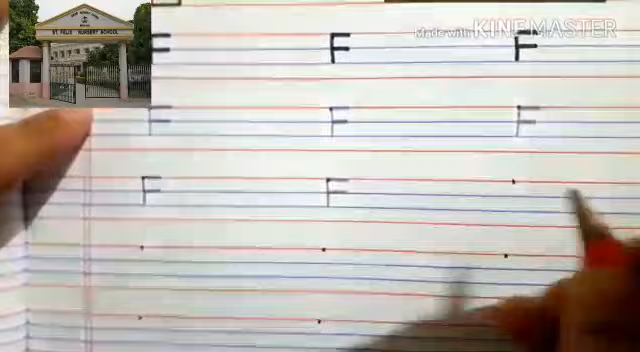 ST. FELIX NURSERY SCHOOL
Made with KINEMASTER
F F F
F F F
F F